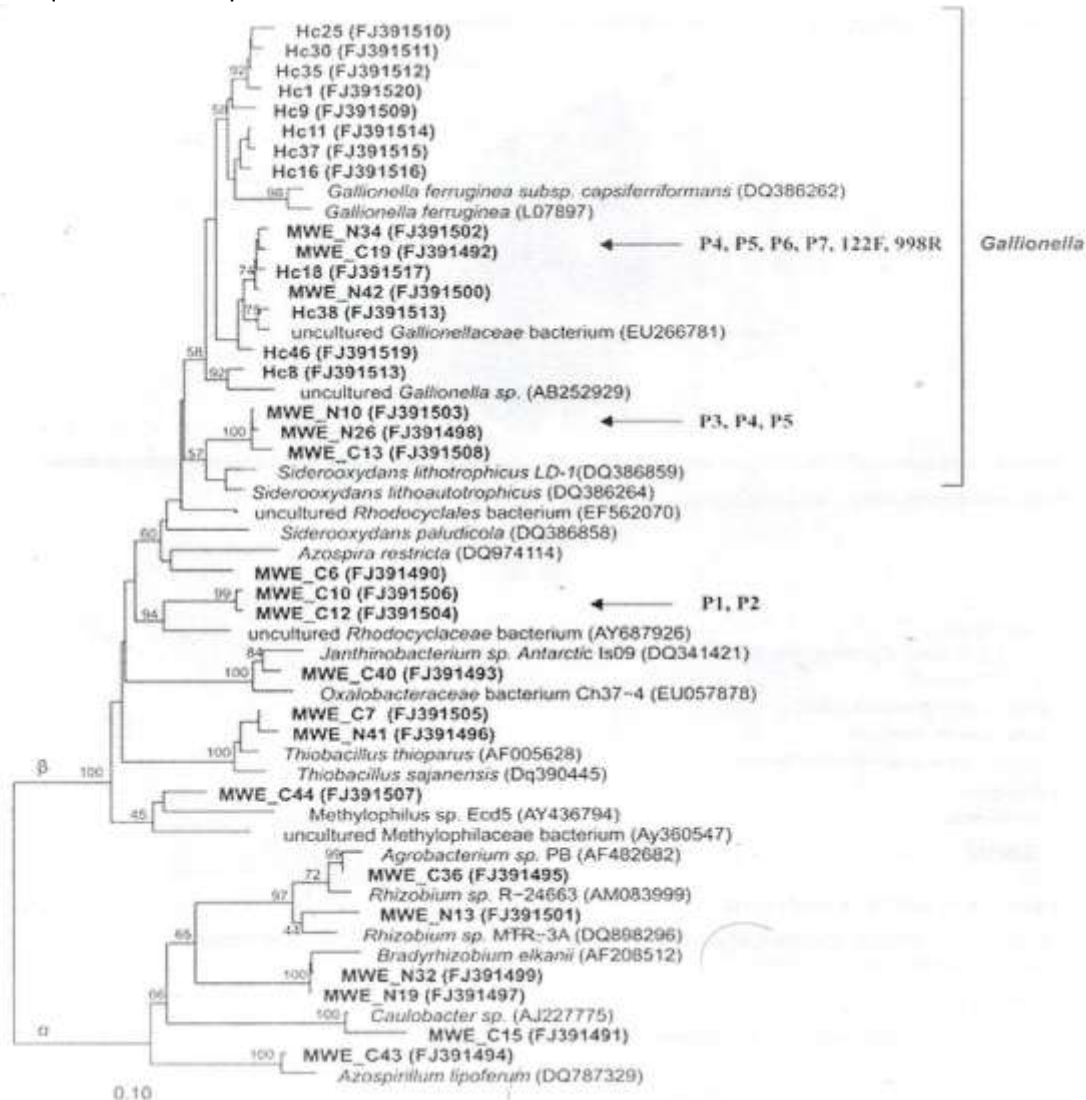 Hc25 (FJ391510)
Hc30 (FJ391511)
Hc35 (FJ391512)
92
Hc1 (FJ391520)
58
Hc9 (FJ391509)
Hc11 (FJ391514)
Hc37 (FJ391515)
Hc16 (FJ391516)
98 Gallionella ferruginea subsp. capsiferriformans (DQ386262)
Gallionella ferruginea (L07897)
MWE_N34 (FJ391502)
MWE_C19 (FJ391492) P4, P5, P6, P7, 122F, 998R Gallionella
74 Hc18 (FJ391517)
MWE_N42 (FJ391500)
75 Hc38 (FJ391513)
uncultured Gallionellaceae bacterium (EU266781)
58 Hc46 (FJ391519)
92 Hc8 (FJ391513)
uncultured Gallionella sp. (AB252929)
MWE_N10 (FJ391503) P3, P4, P5
100 MWE_N26 (FJ391498)
57 MWE_C13 (FJ391508)
Siderooxydans lithotrophicus LD-1(DQ386859)
Siderooxydans lithoautotrophicus (DQ386264)
uncultured Rhodocyclales bacterium (EF562070)
Siderooxydans paludicola (DQ386858)
60
Azospira restricta (DQ974114)
MWE_C6 (FJ391490)
99 MWE_C10 (FJ391506) P1, P2
94 MWE_C12 (FJ391504)
uncultured Rhodocyclaceae bacterium (AY687926)
84 Janthinobacterium sp. Antarctic Is09 (DQ341421)
100 MWE_C40 (FJ391493)
Oxalobacteraceae bacterium Ch37-4 (EU057878)
MWE_C7 (FJ391505)
MWE_N41 (FJ391496)
100 Thiobacillus thioparus (AF005628)
β 100 Thiobacillus sajanensis (Dq390445)
MWE_C44 (FJ391507)
45 Methylophilus sp. Ecd5 (AY436794)
uncultured Methylophilaceae bacterium (Ay360547)
99 Agrobacterium sp. PB (AF482682)
72 MWE_C36 (FJ391495)
97 Rhizobium sp. R-24663 (AM083999)
MWE_N13 (FJ391501)
44 Rhizobium sp. MTR-3A (DQ898296)
65
Bradyrhizobium elkanii (AF208512)
100 MWE_N32 (FJ391499)
MWE_N19 (FJ391497)
66
100 Caulobacter sp. (AJ227775)
α MWE_C15 (FJ391491)
100 MWE_C43 (FJ391494)
Azospirillum lipoferum (DQ787329)
0.10